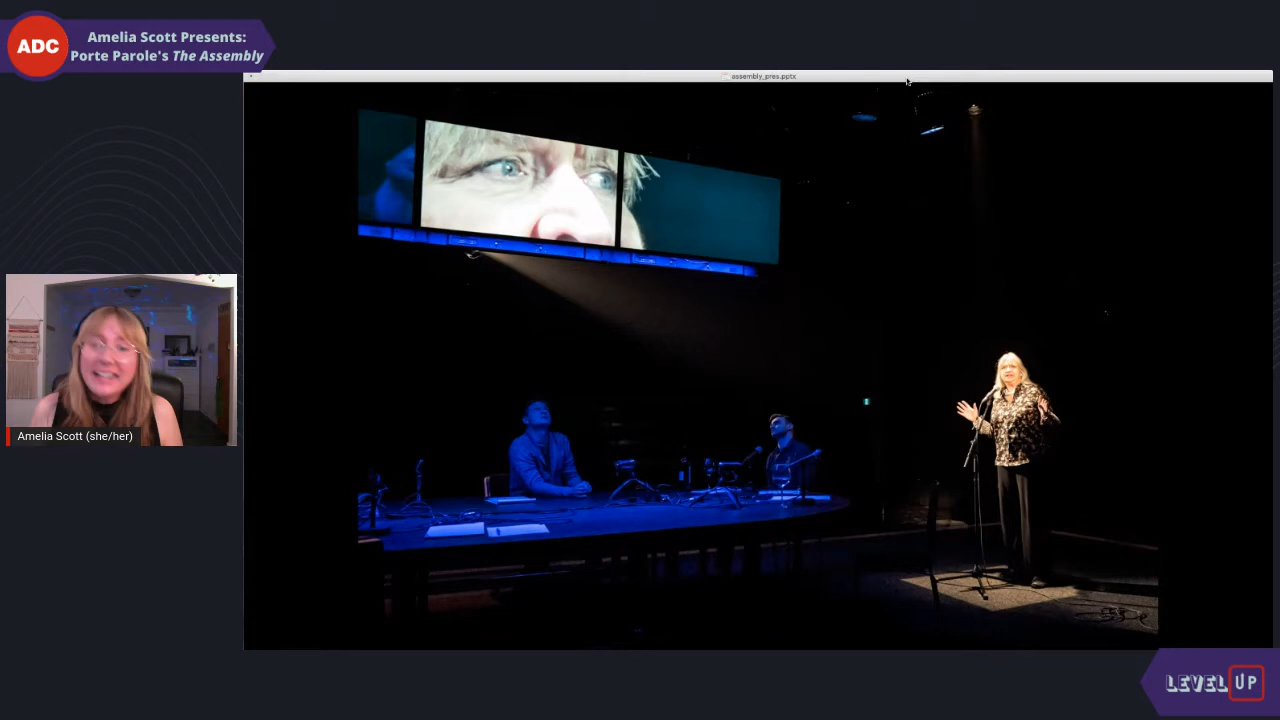 ADC
Amelia Scott Presents:
Porte Parole's The Assembly
assembly_pres.pptx
Amelia Scott (she/her)
LEVEL UP